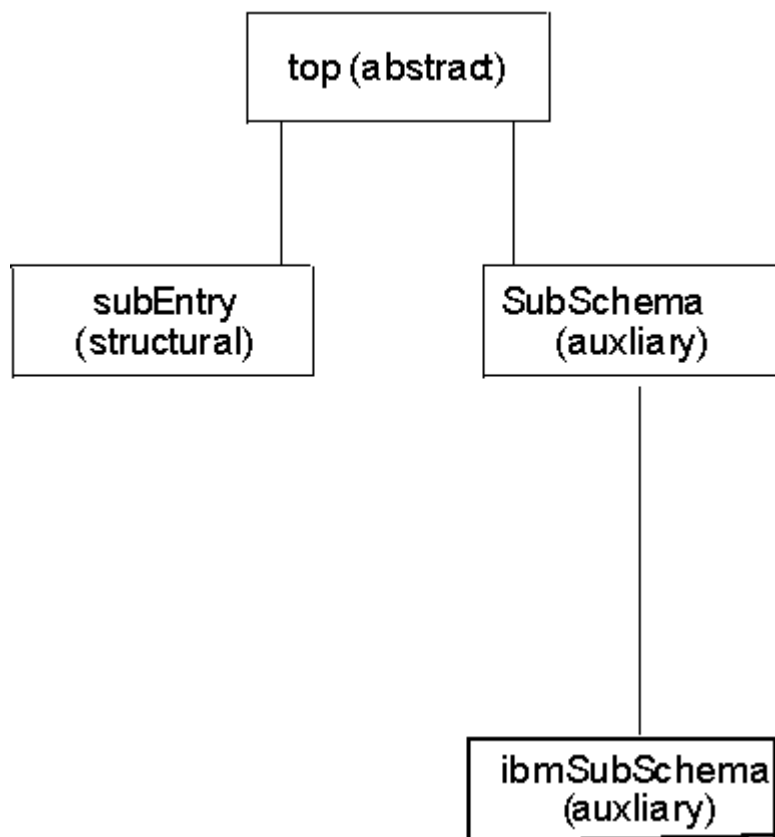 top (abstract)
subEntry
(structural)
SubSchema
(auxliary)
ibmSubSchema
(auxliary)